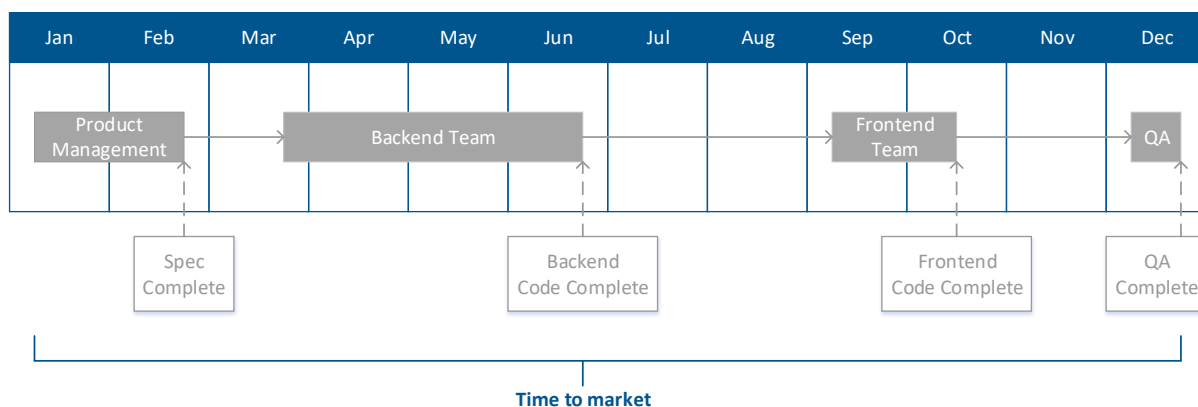 Jan Feb Mar Apr May Jun Jul Aug Sep Oct Nov Dec
Product
Management
Backend Team
Frontend
Team
QA
Spec
Complete
Backend
Code Complete
Frontend
Code Complete
QA
Complete
Time to market